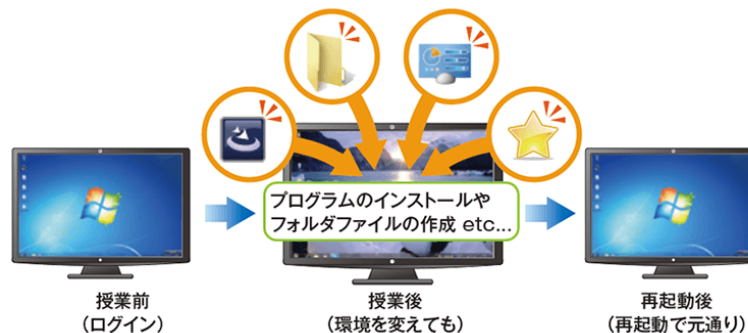 プログラムのインストールや
フォルダファイルの作成 etc...
授業前
(ログイン)
授業後
(環境を変えても)
再起動後
(再起動で元通り)